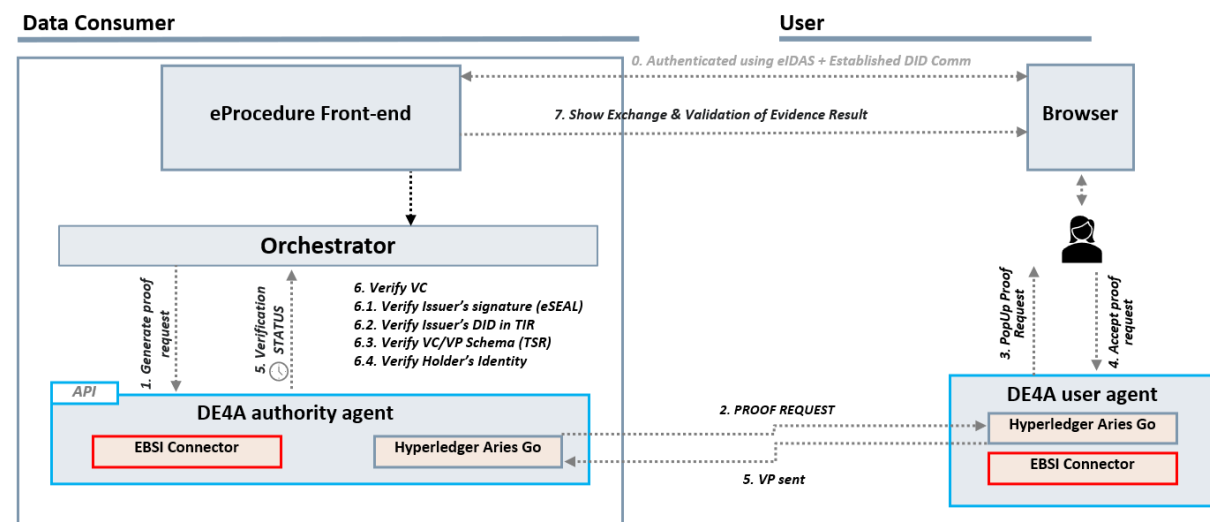 Data Consumer
User
0. Authenticated using eIDAS + Established DID Comm
eProcedure Front-end
7. Show Exchange & Validation of Evidence Result
Browser
Orchestrator
1. Generate proof
request
5. Verification
STATUS
6. Verify VC
6.1. Verify Issuer's signature (eSEAL)
6.2. Verify Issuer's DID in TIR
6.3. Verify VC/VP Schema (TSR)
6.4. Verify Holder's Identity
3. PopUp Proof
Request
4. Accept proof
request
API
DE4A authority agent
EBSI Connector
Hyperledger Aries Go
2. PROOF REQUEST
5. VP sent
DE4A user agent
Hyperledger Aries Go
EBSI Connector